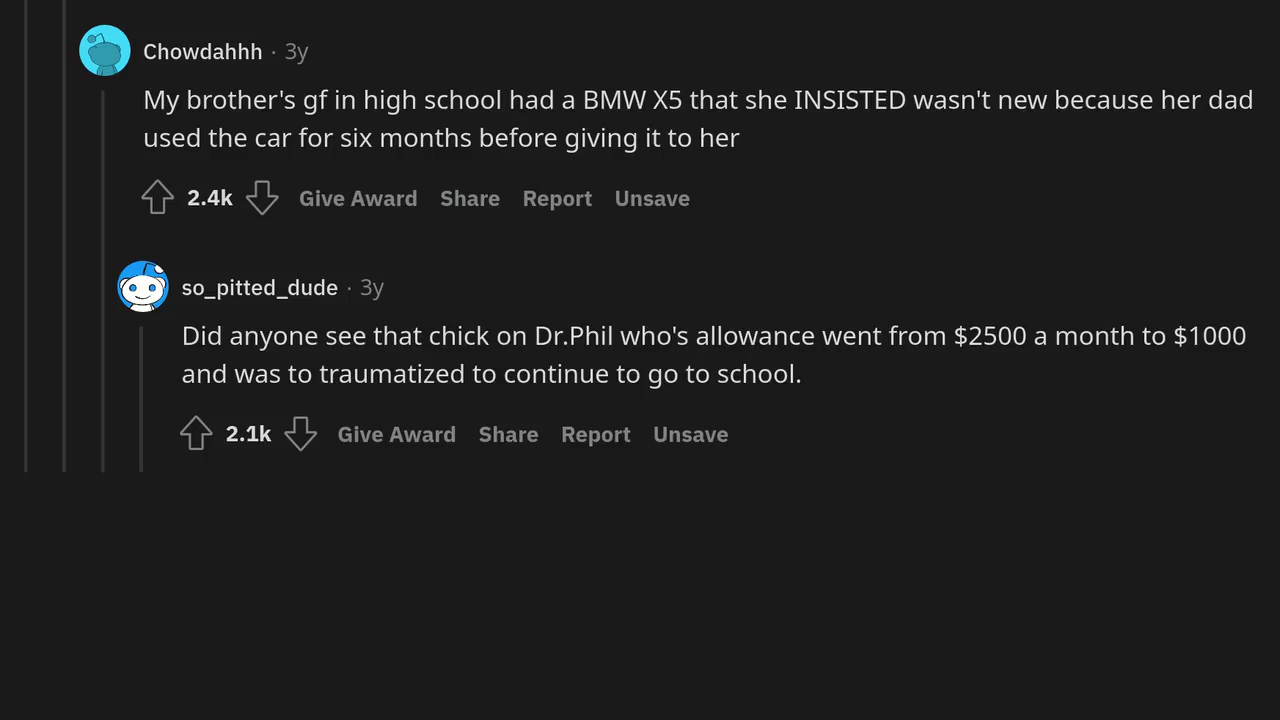 Chowdahhh · 3y
My brother's gf in high school had a BMW X5 that she INSISTED wasn't new because her dad
used the car for six months before giving it to her
2.4k Give Award Share Report Unsave
so_pitted_dude · 3y
Did anyone see that chick on Dr.Phil who's allowance went from $2500 a month to $1000
and was to traumatized to continue to go to school.
2.1k Give Award Share Report Unsave